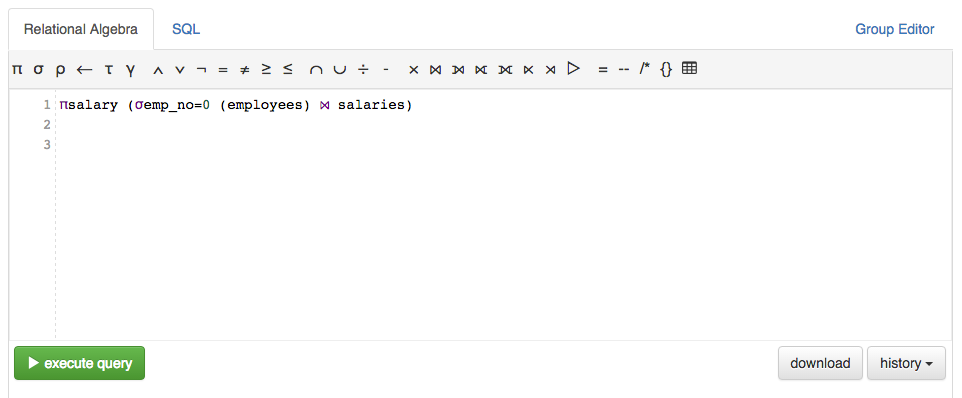 Relational Algebra SQL Group Editor
π σ ρ ← τ γ ∧ ∨ ¬ = ≠ ≥ ≤ ∩ ∪ ÷ - × ⨝ ⟕ ⟖ ⟗ ⋉ ⋊ ▷ = -- /* {}
1 πsalary (σemp_no=0 (employees) ⨝ salaries)
2
3
execute query download history